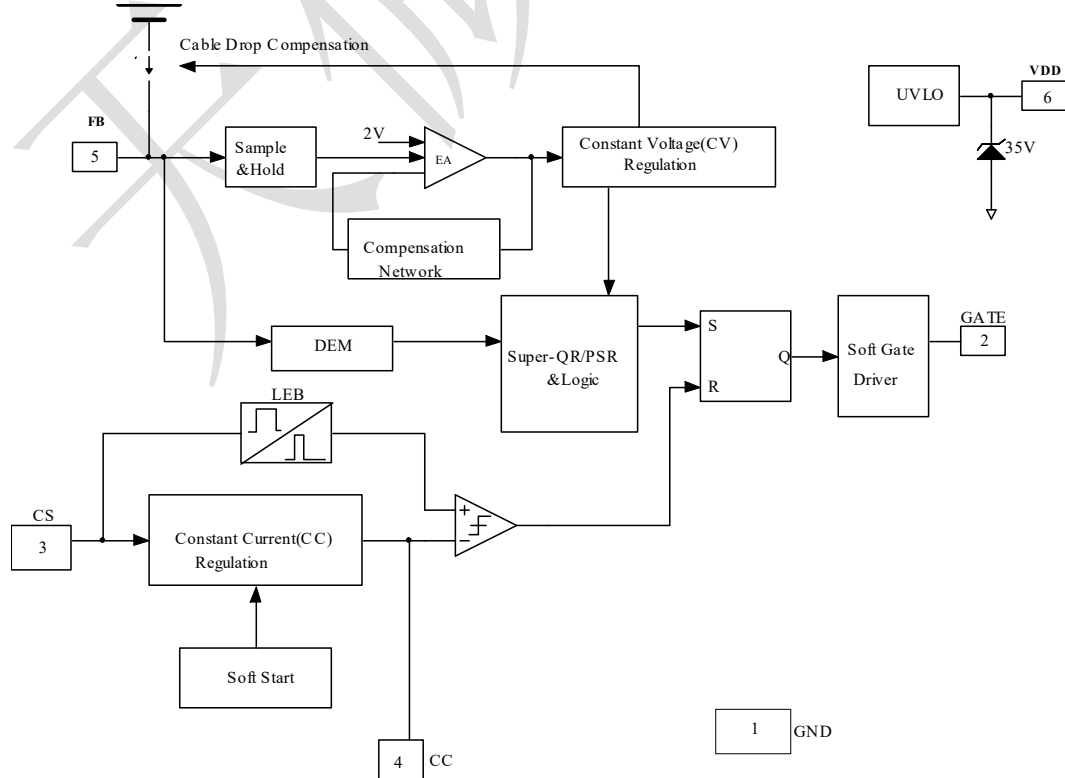 Cable Drop Compensation
VDD
UVLO
6
FB
5
2V
Sample
&Hold
EA
Constant Voltage(CV)
Regulation
35V
Compensation
Network
GATE
2
DEM
Super-QR/PSR
&Logic
S
Q
R
Soft Gate
Driver
LEB
CS
3
Constant Current(CC)
Regulation
+
−
Soft Start
4
CC
1
GND